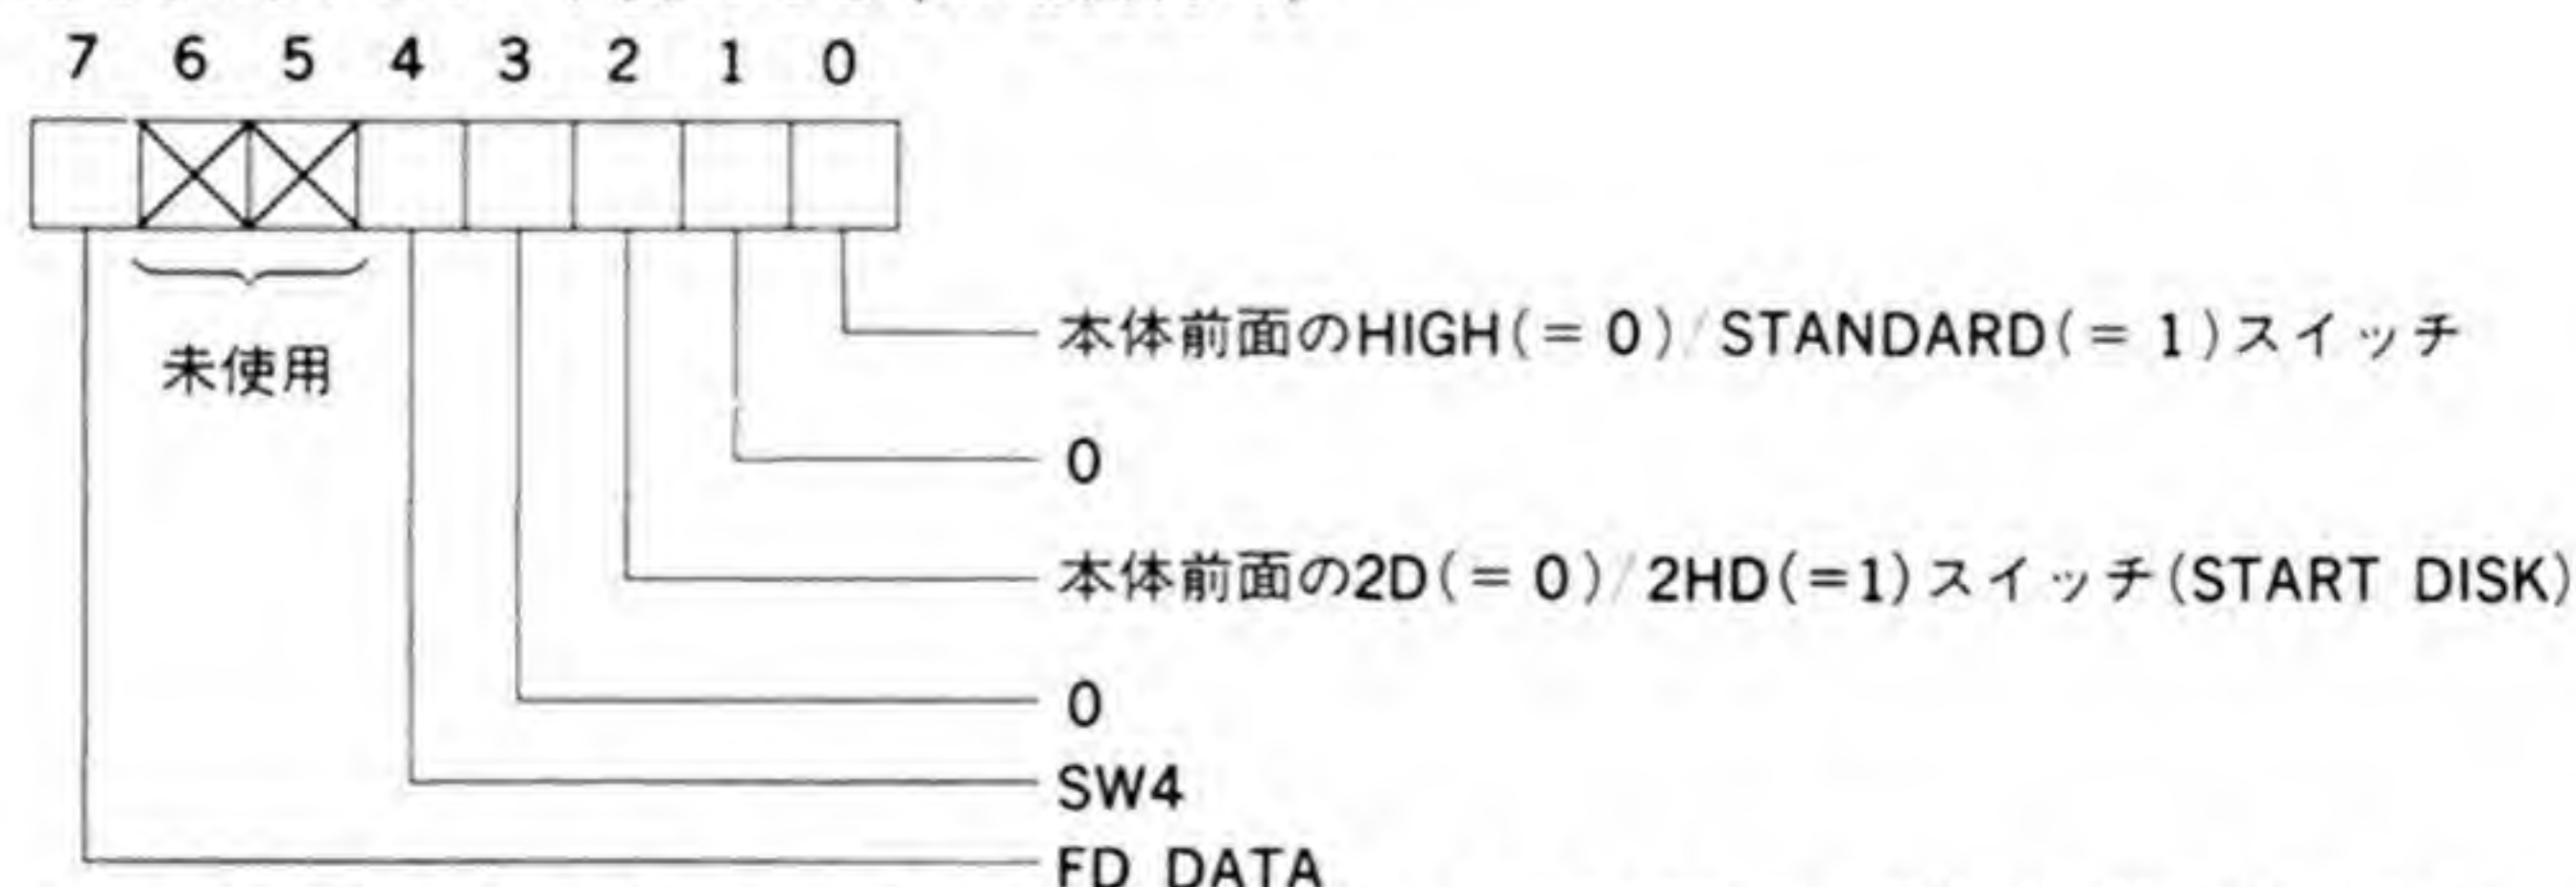 7 6 5 4 3 2 1 0
未使用
本体前面のHIGH(= 0)/STANDARD(= 1)スイッチ
0
本体前面の2D(= 0)/2HD(=1)スイッチ(START DISK)
0
SW4
FD DATA